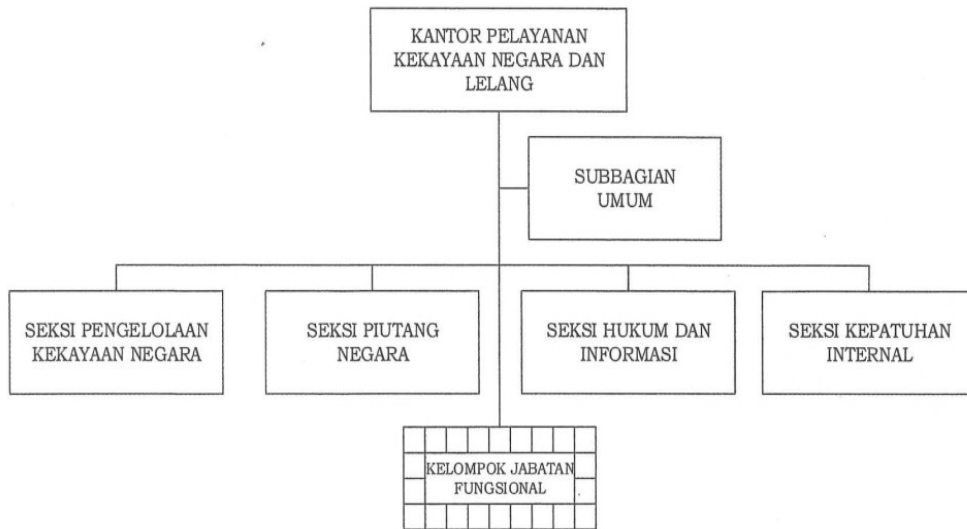 KANTOR PELAYANAN
KEKAYAAN NEGARA DAN
LELANG
SUBBAGIAN
UMUM
SEKSI PENGELOLAAN
KEKAYAAN NEGARA
SEKSI PIUTANG
NEGARA
SEKSI HUKUM DAN
INFORMASI
SEKSI KEPATUHAN
INTERNAL
KELOMPOK JABATAN
FUNGSIONAL